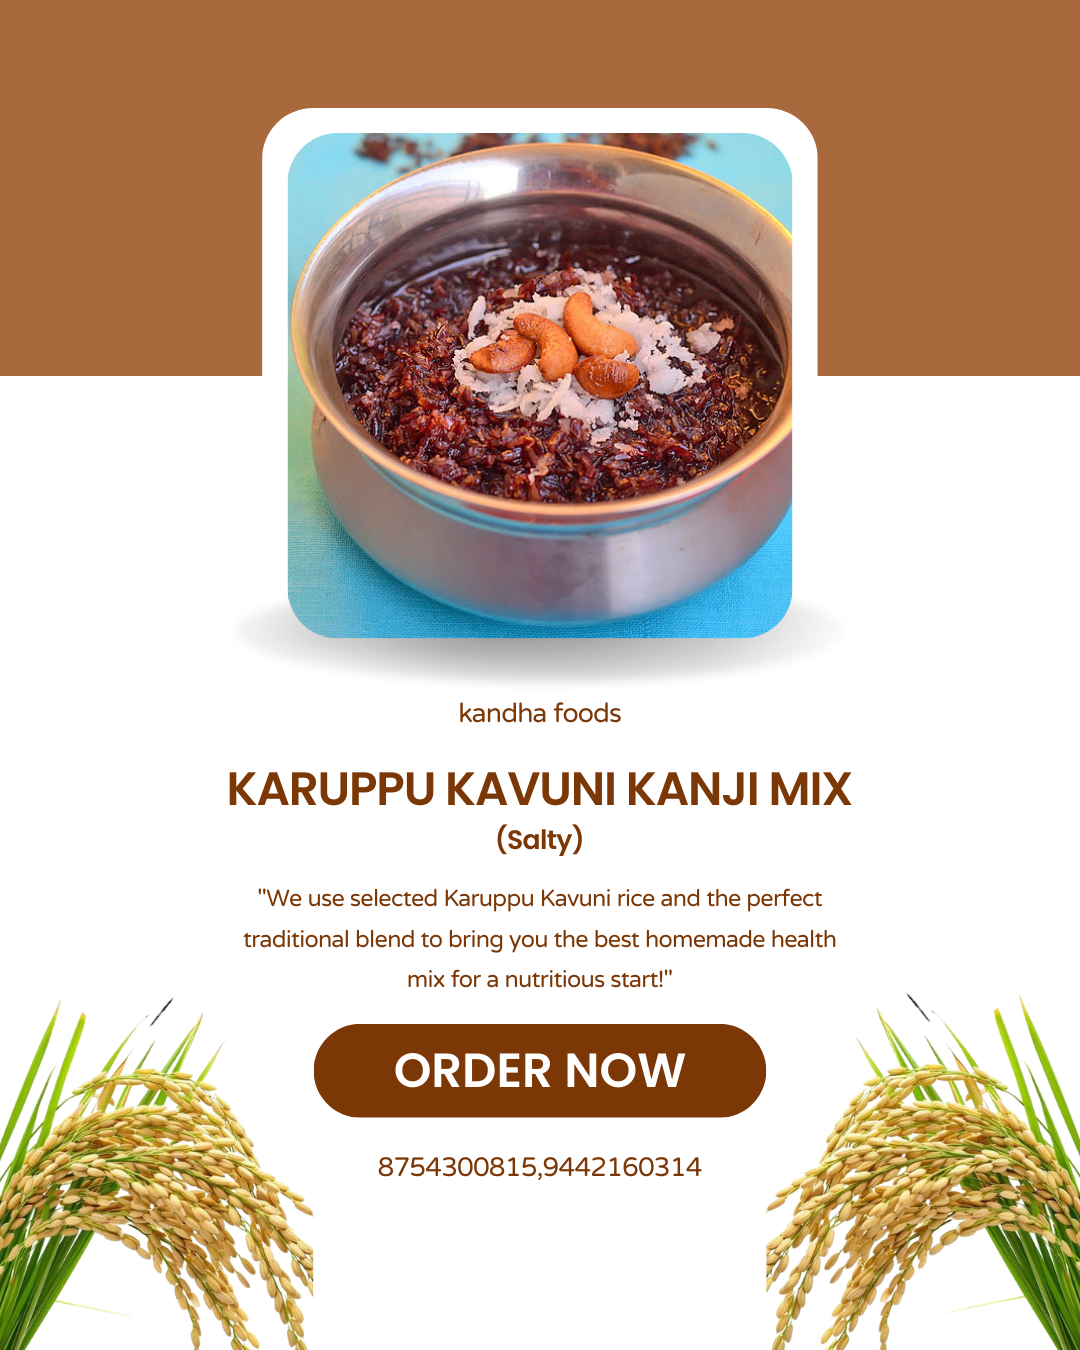 kandha foods
KARUPPU KAVUNI KANJI MIX
(Salty)
"We use selected Karuppu Kavuni rice and the perfect
traditional blend to bring you the best homemade health
mix for a nutritious start!"
ORDER NOW
8754300815,9442160314